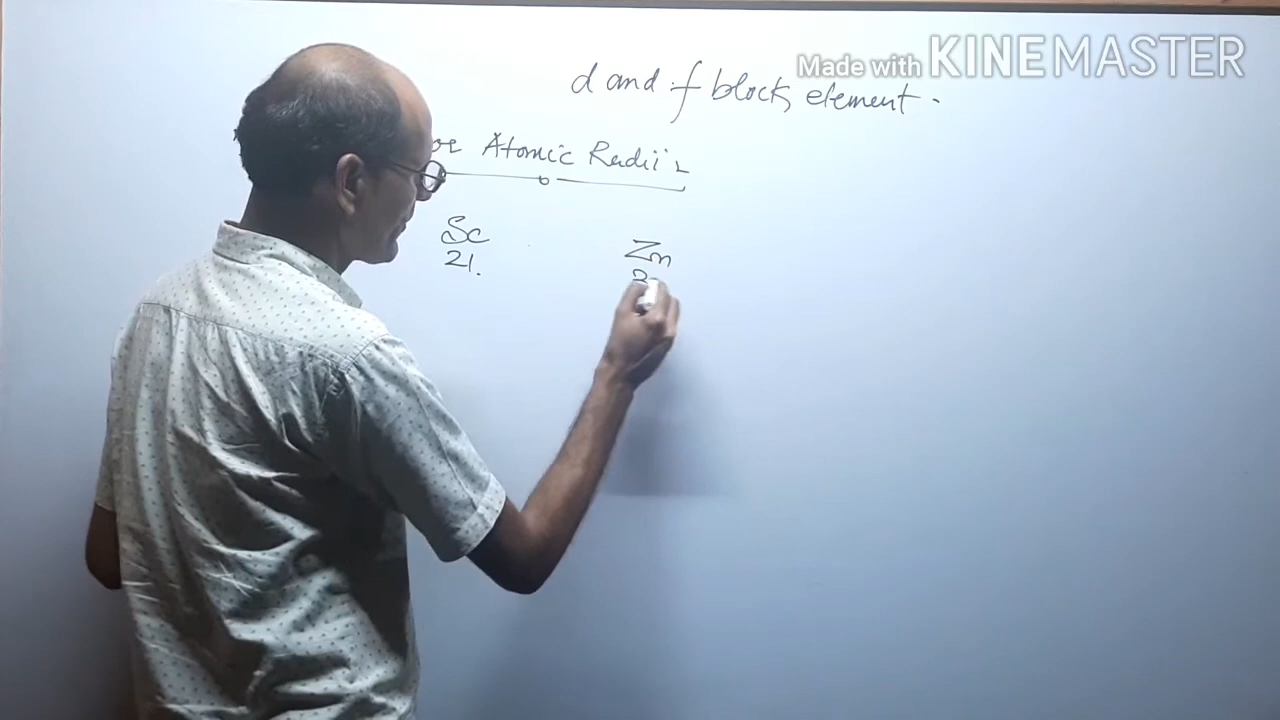 Made with KINEMASTER
d and f block element.
Atomic Radii
Sc
21.
Zn